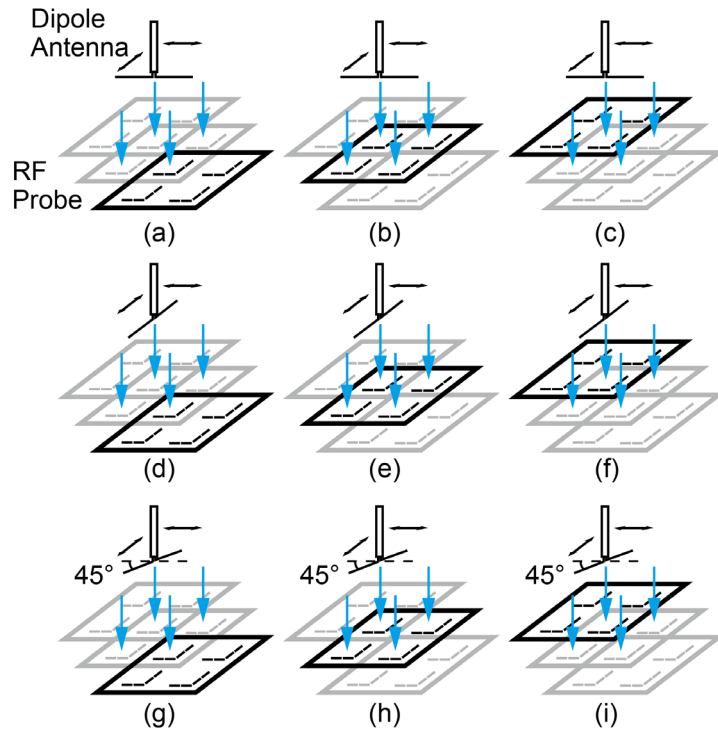 Dipole
Antenna
RF
Probe
(a) (b) (c)
(d) (e) (f)
45° 45° 45°
(g) (h) (i)